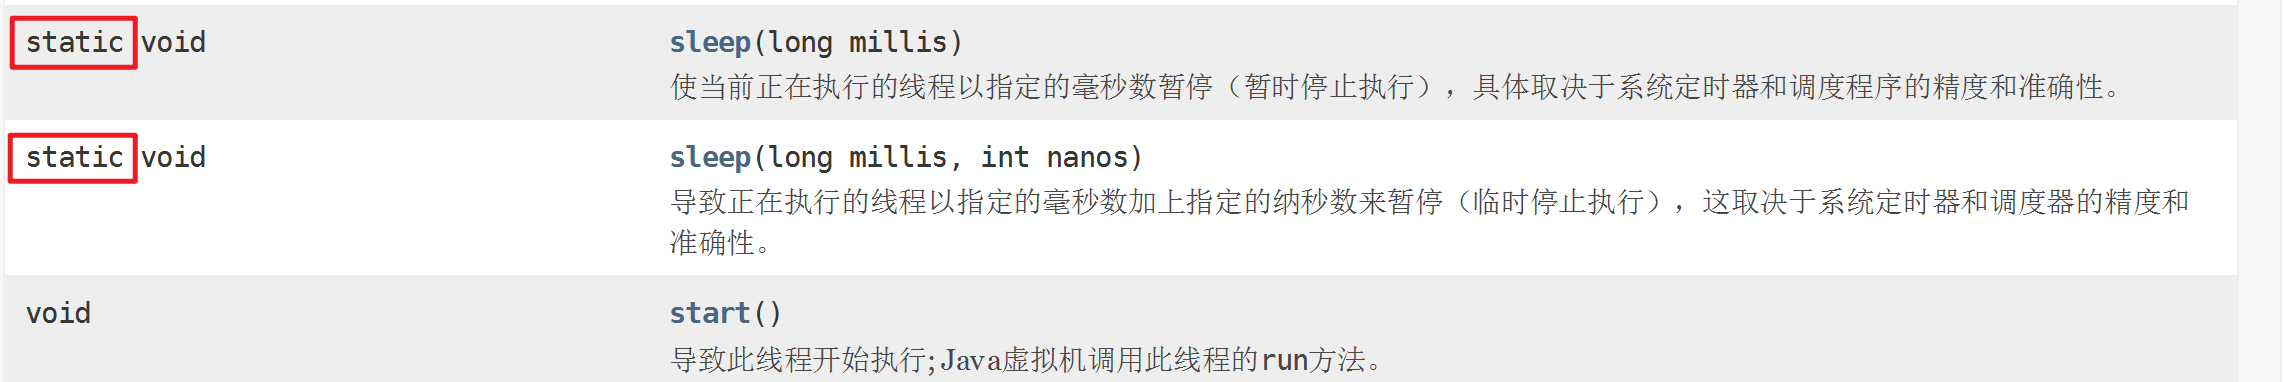 static void sleep(long millis)
使当前正在执行的线程以指定的毫秒数暂停（暂时停止执行），具体取决于系统定时器和调度程序的精度和准确性。
static void sleep(long millis, int nanos)
导致正在执行的线程以指定的毫秒数加上指定的纳秒数来暂停（临时停止执行），这取决于系统定时器和调度器的精度和
准确性。
void start()
导致此线程开始执行; Java虚拟机调用此线程的run方法。